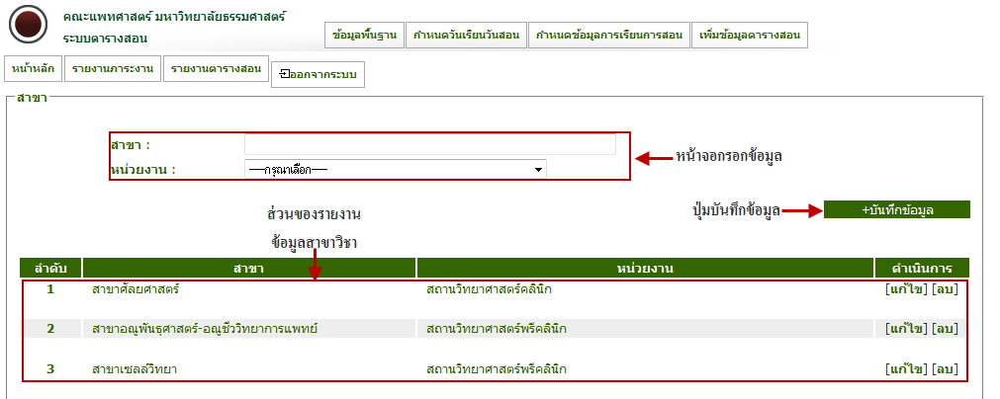 คณะแพทศาสตร์ มหาวิทยาลัยธรรมศาสตร์
ระบบตารางสอน
ข้อมูลพื้นฐาน กำหนดวันเรียนวันสอน กำหนดข้อมูลการเรียนการสอน เพิ่มข้อมูลตารางสอน
หน้าหลัก รายงานภาระงาน รายงานตารางสอน ออกจากระบบ
สาขา
สาขา :
หน้าจอกรอกข้อมูล
หน่วยงาน : ----กรุณาเลือก----
ส่วนของรายงาน
ข้อมูลสาขาวิชา
ปุ่มบันทึกข้อมูล
+บันทึกข้อมูล
ลำดับ สาขา หน่วยงาน ดำเนินการ
1 สาขาศัลยศาสตร์ สถานวิทยาศาสตร์คลินิก [แก้ไข] [ลบ]
2 สาขาอณูพันธุศาสตร์-อณูชีววิทยาการแพทย์ สถานวิทยาศาสตร์พรีคลินิก [แก้ไข] [ลบ]
3 สาขาเซลล์วิทยา สถานวิทยาศาสตร์พรีคลินิก [แก้ไข] [ลบ]